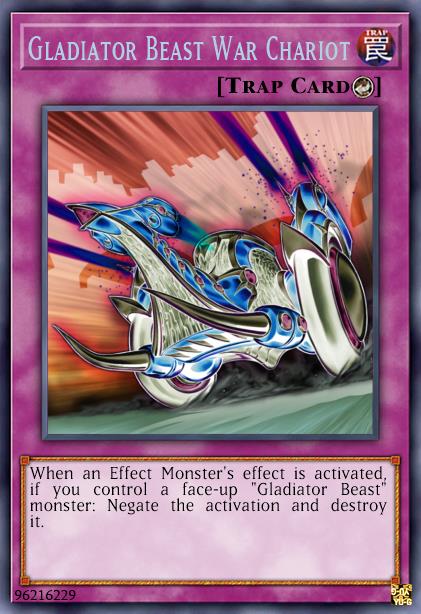 Gladiator Beast War Chariot
TRAP
罠
[Trap Card]
When an Effect Monster's effect is activated,
if you control a face-up "Gladiator Beast"
monster: Negate the activation and destroy
it.
96216229